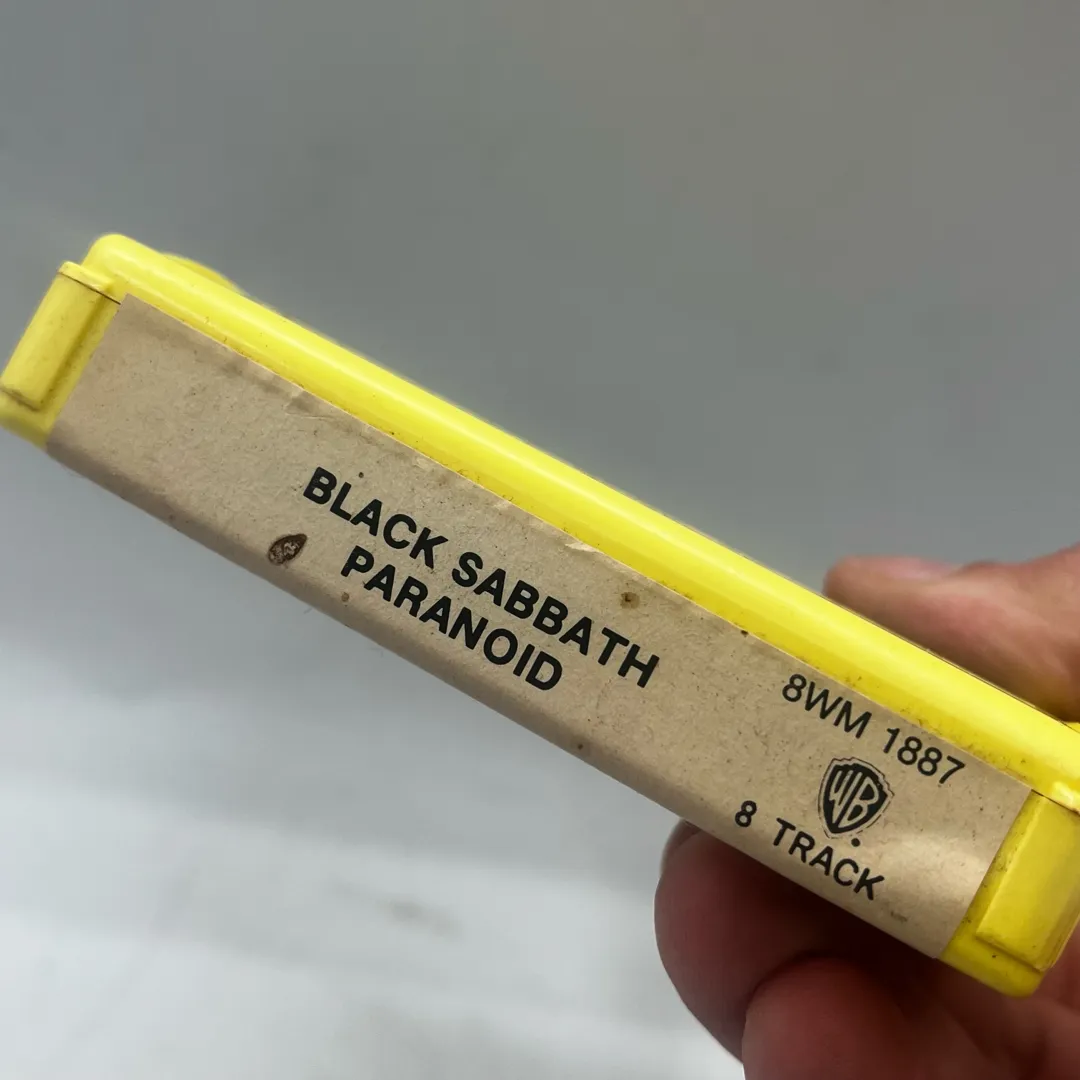 BLACK SABBATH
PARANOID
8WM 1887
WB
8 TRACK